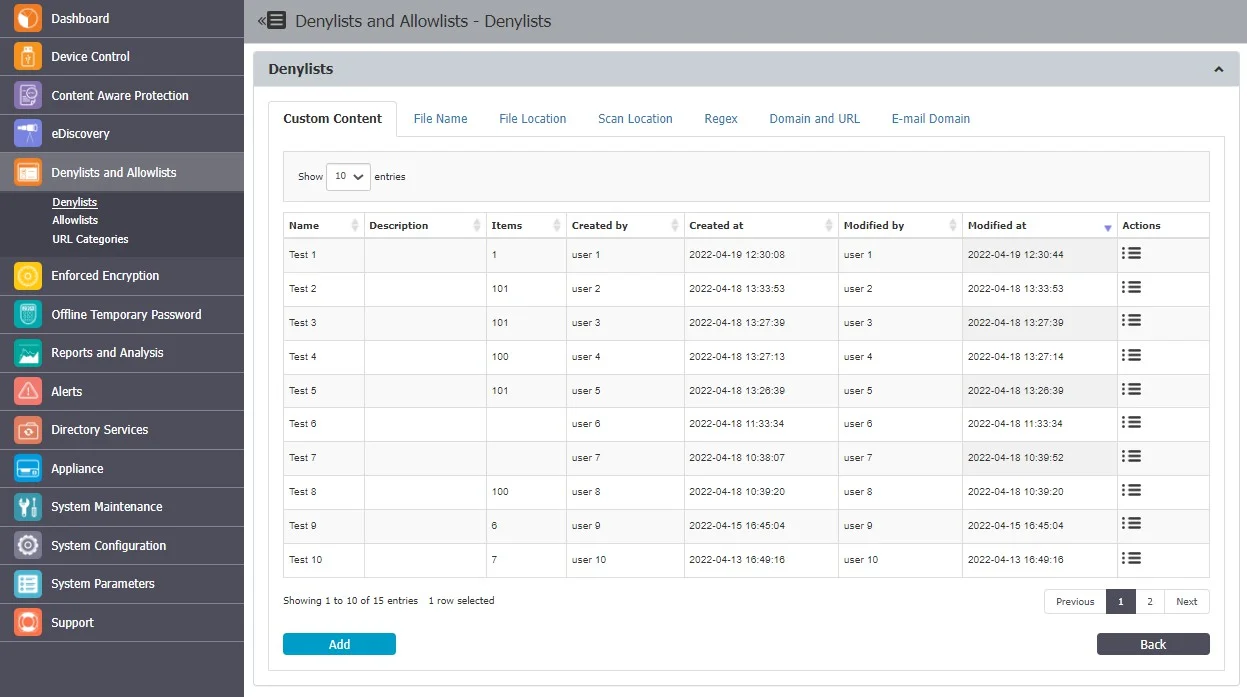 Dashboard
Device Control
Content Aware Protection
eDiscovery
Denylists and Allowlists
Denylists
Allowlists
URL Categories
Enforced Encryption
Offline Temporary Password
Reports and Analysis
Alerts
Directory Services
Appliance
System Maintenance
System Configuration
System Parameters
Support
Denylists and Allowlists - Denylists
Denylists
Custom Content File Name File Location Scan Location Regex Domain and URL E-mail Domain
Show 10 entries
Name Description Items Created by Created at Modified by Modified at Actions
Test 1 1 user 1 2022-04-19 12:30:08 user 1 2022-04-19 12:30:44
Test 2 101 user 2 2022-04-18 13:33:53 user 2 2022-04-18 13:33:53
Test 3 101 user 3 2022-04-18 13:27:39 user 3 2022-04-18 13:27:39
Test 4 100 user 4 2022-04-18 13:27:13 user 4 2022-04-18 13:27:14
Test 5 101 user 5 2022-04-18 13:26:39 user 5 2022-04-18 13:26:39
Test 6 user 6 2022-04-18 11:33:34 user 6 2022-04-18 11:33:34
Test 7 user 7 2022-04-18 10:38:07 user 7 2022-04-18 10:39:52
Test 8 100 user 8 2022-04-18 10:39:20 user 8 2022-04-18 10:39:20
Test 9 6 user 9 2022-04-15 16:45:04 user 9 2022-04-15 16:45:04
Test 10 7 user 10 2022-04-13 16:49:16 user 10 2022-04-13 16:49:16
Showing 1 to 10 of 15 entries 1 row selected
Previous 1 2 Next
Add Back